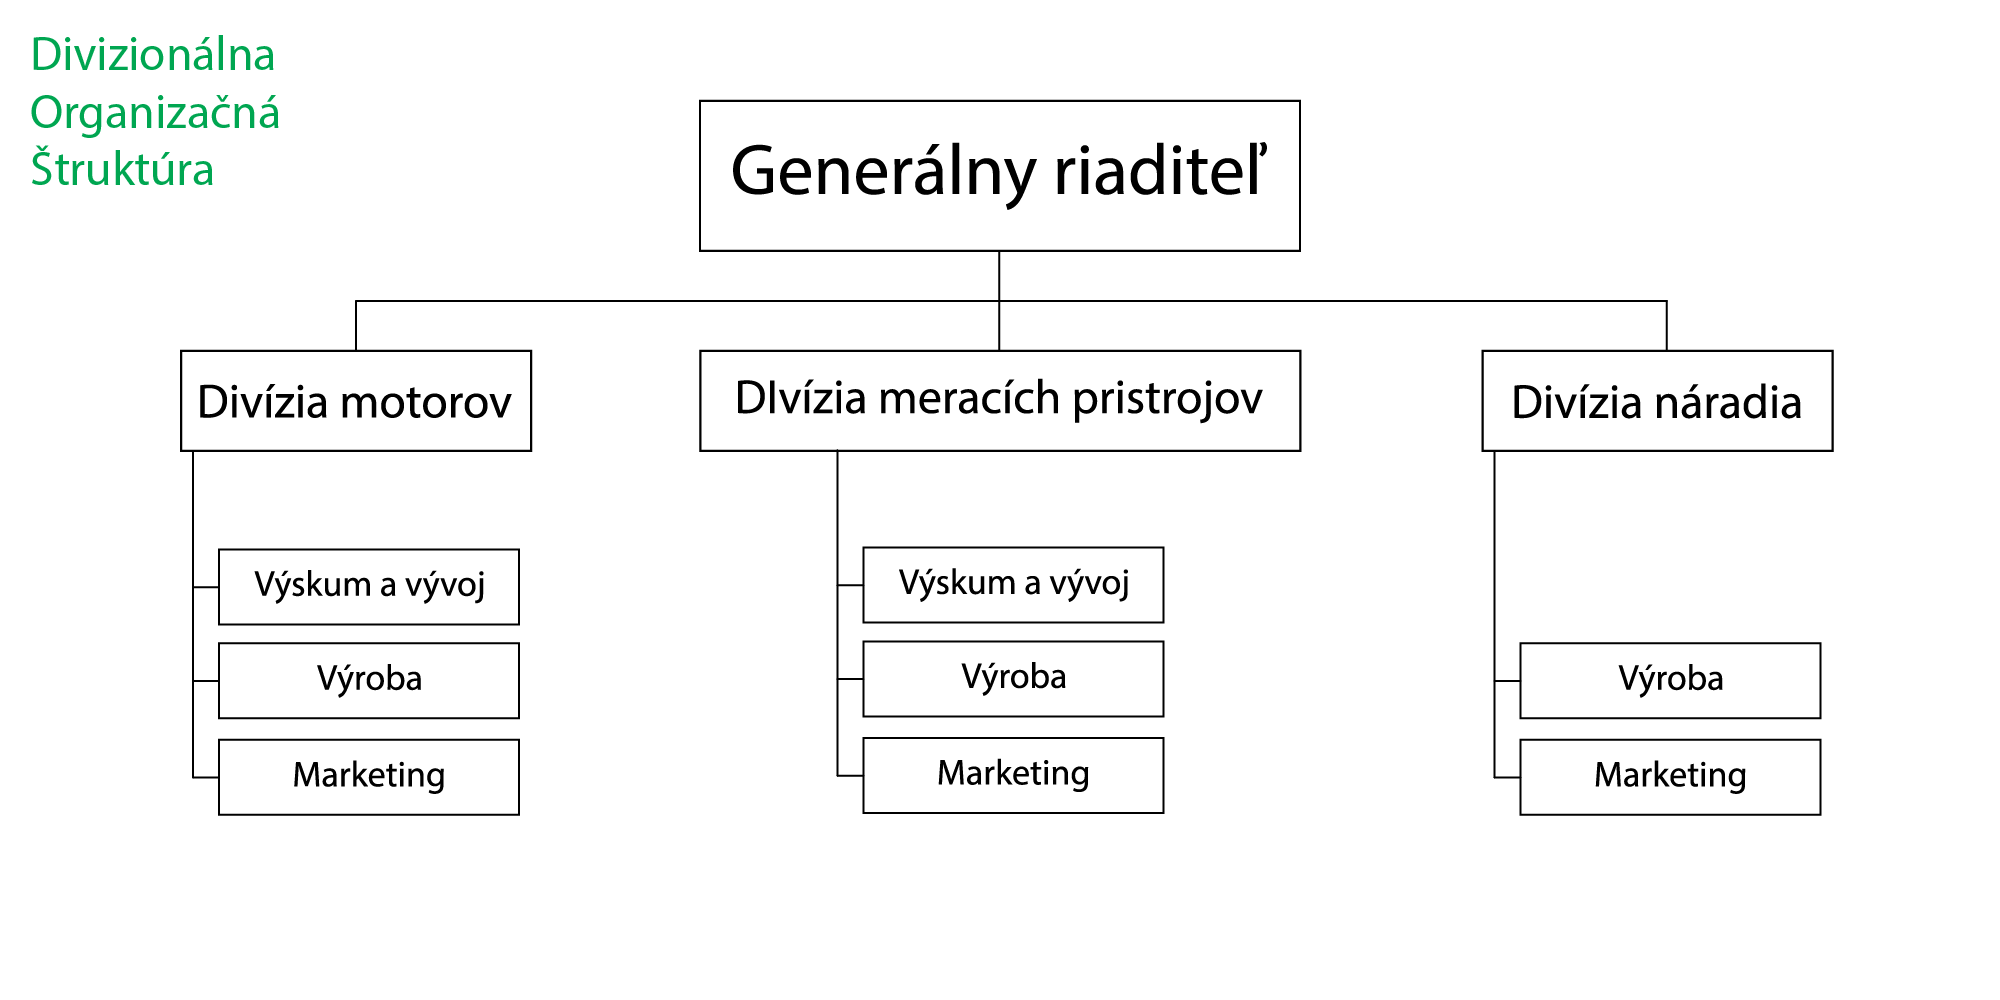 Divizionálna
Organizačná
Štruktúra
Generálny riaditeľ
Divízia motorov
DIvízia meracích pristrojov
Divízia náradia
Výskum a vývoj
Výroba
Marketing
Výskum a vývoj
Výroba
Marketing
Výroba
Marketing